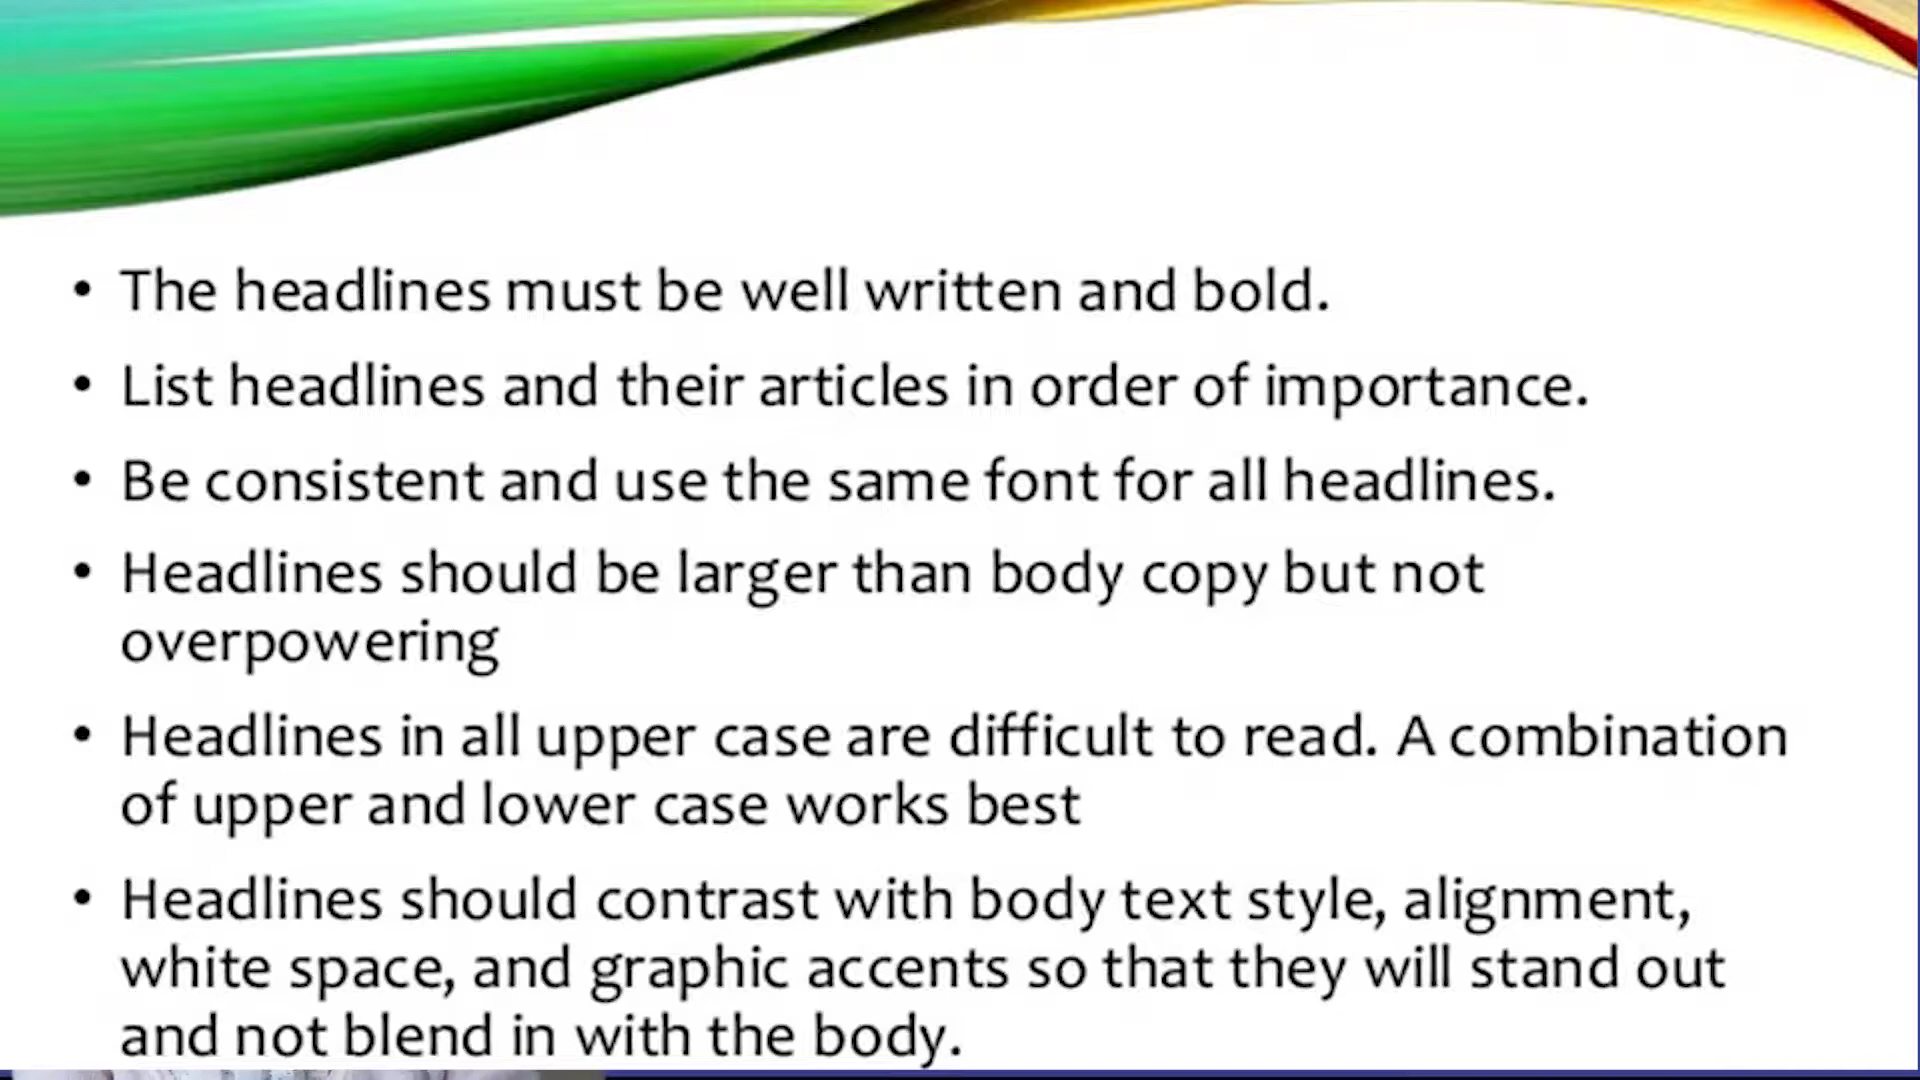 • The headlines must be well written and bold.
• List headlines and their articles in order of importance.
• Be consistent and use the same font for all headlines.
• Headlines should be larger than body copy but not
overpowering
• Headlines in all upper case are difficult to read. A combination
of upper and lower case works best
• Headlines should contrast with body text style, alignment,
white space, and graphic accents so that they will stand out
and not blend in with the body.